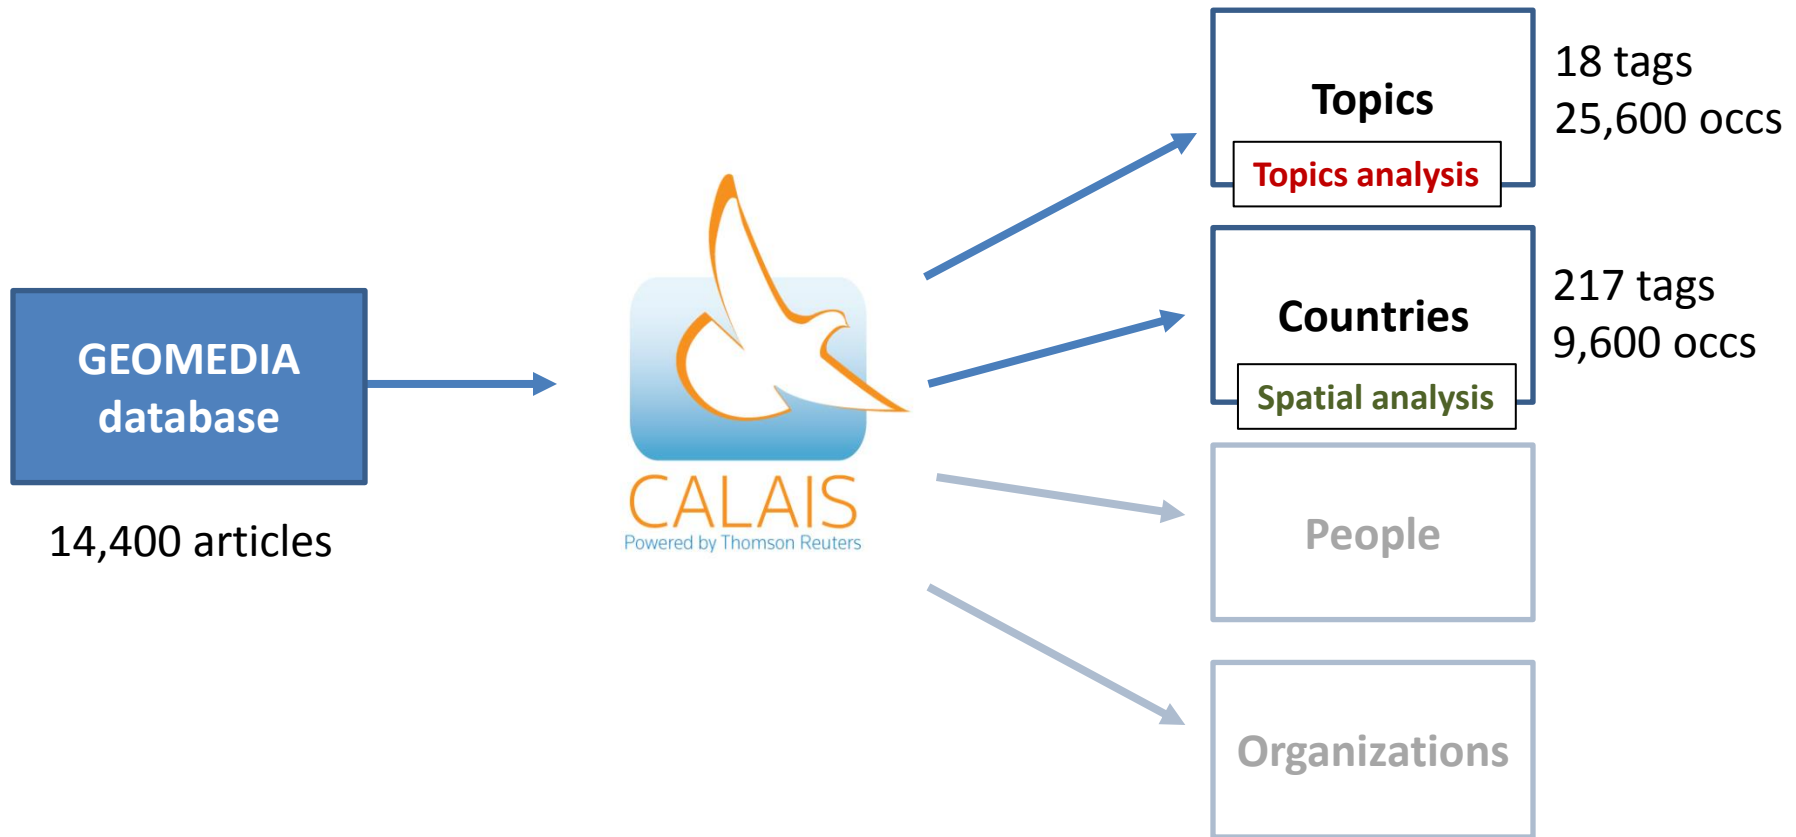 GEOMEDIA
database
14,400 articles
CALAIS
Powered by Thomson Reuters
Topics
Topics analysis
18 tags
25,600 occs
Countries
Spatial analysis
217 tags
9,600 occs
People
Organizations